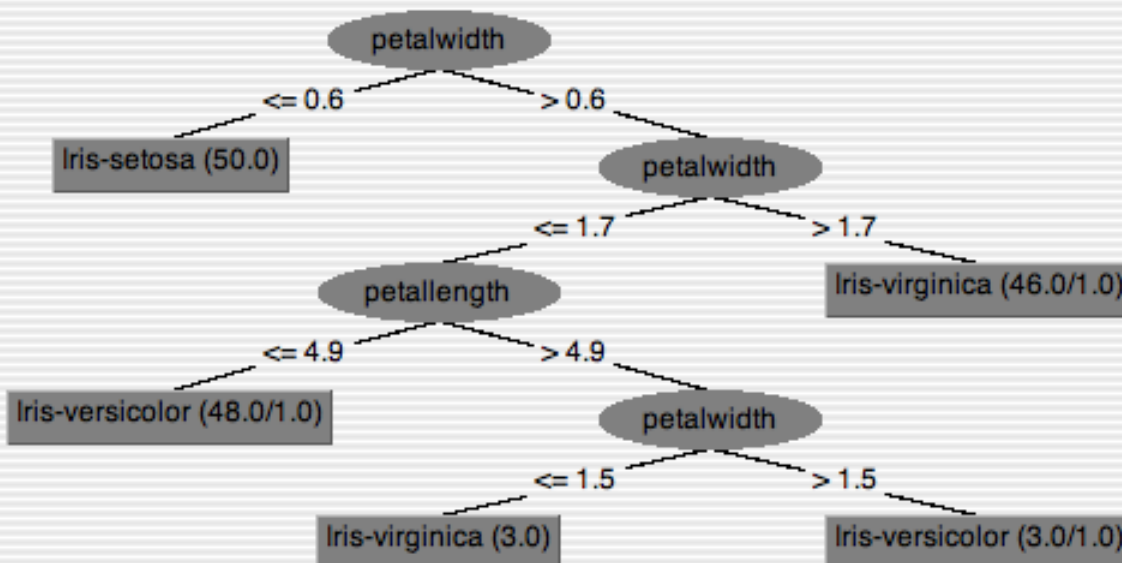 petalwidth
<= 0.6
> 0.6
Iris-setosa (50.0)
petalwidth
<= 1.7
> 1.7
petallength
Iris-virginica (46.0/1.0)
<= 4.9
> 4.9
Iris-versicolor (48.0/1.0)
petalwidth
<= 1.5
> 1.5
Iris-virginica (3.0)
Iris-versicolor (3.0/1.0)